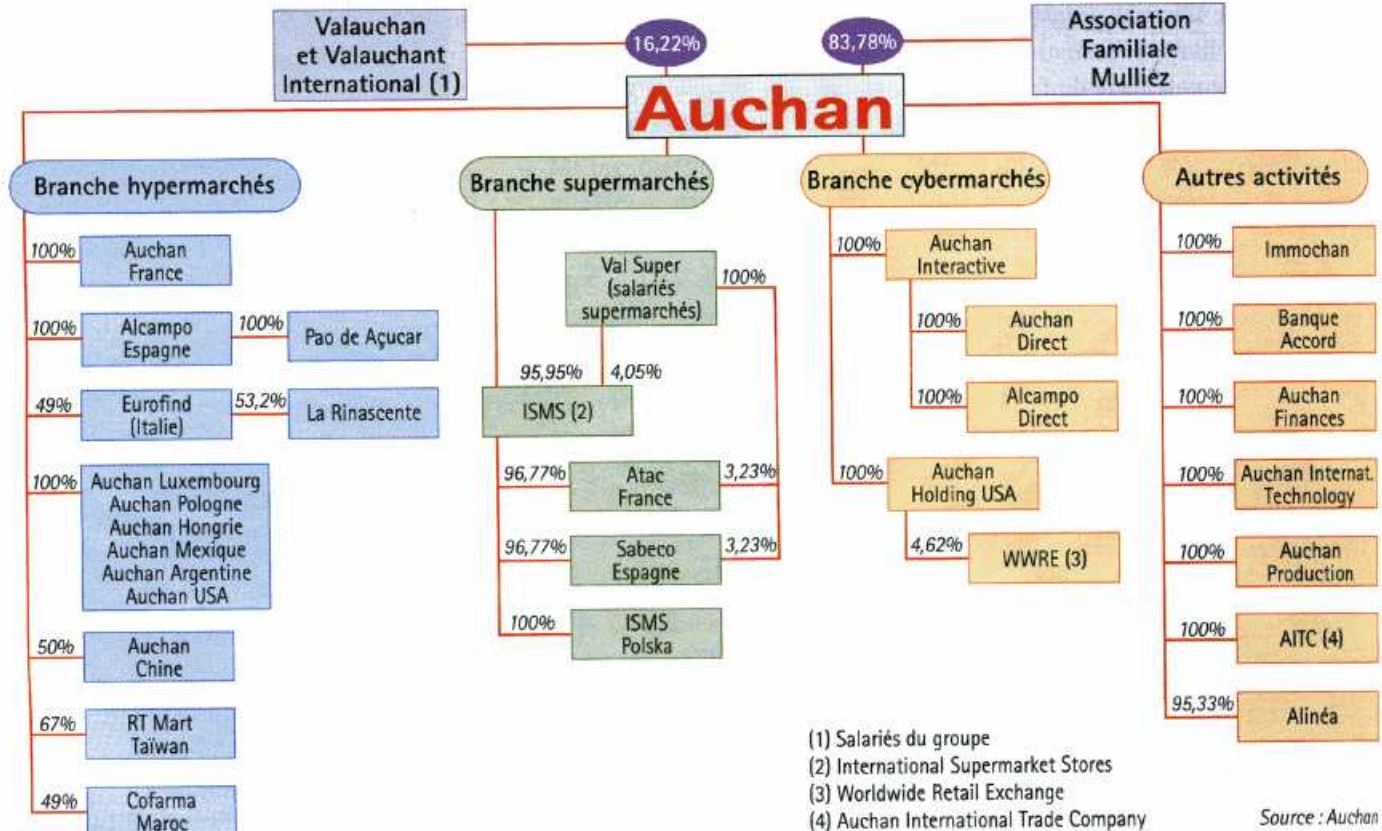 Valauchan
et Valauchant
International (1)
16,22%
83,78%
Association
Familiale
Mulliez
Auchan
Branche hypermarchés
100%
Auchan
France
100%
Alcampo
Espagne
100%
Pao de Açucar
49%
Eurofind
(Italie)
53,2%
La Rinascente
100%
Auchan Luxembourg
Auchan Pologne
Auchan Hongrie
Auchan Mexique
Auchan Argentine
Auchan USA
50%
Auchan
Chine
67%
RT Mart
Taïwan
49%
Cofarma
Maroc
Branche supermarchés
Val Super
(salariés
supermarchés)
100%
95,95%
4,05%
ISMS (2)
96,77%
Atac
France
3,23%
96,77%
Sabeco
Espagne
3,23%
100%
ISMS
Polska
Branche cybermarchés
100%
Auchan
Interactive
100%
Auchan
Direct
100%
Alcampo
Direct
100%
Auchan
Holding USA
4,62%
WWRE (3)
Autres activités
100%
Immochan
100%
Banque
Accord
100%
Auchan
Finances
100%
Auchan Internat.
Technology
100%
Auchan
Production
100%
AITC (4)
95,33%
Alinéa
(1) Salariés du groupe
(2) International Supermarket Stores
(3) Worldwide Retail Exchange
(4) Auchan International Trade Company
Source : Auchan